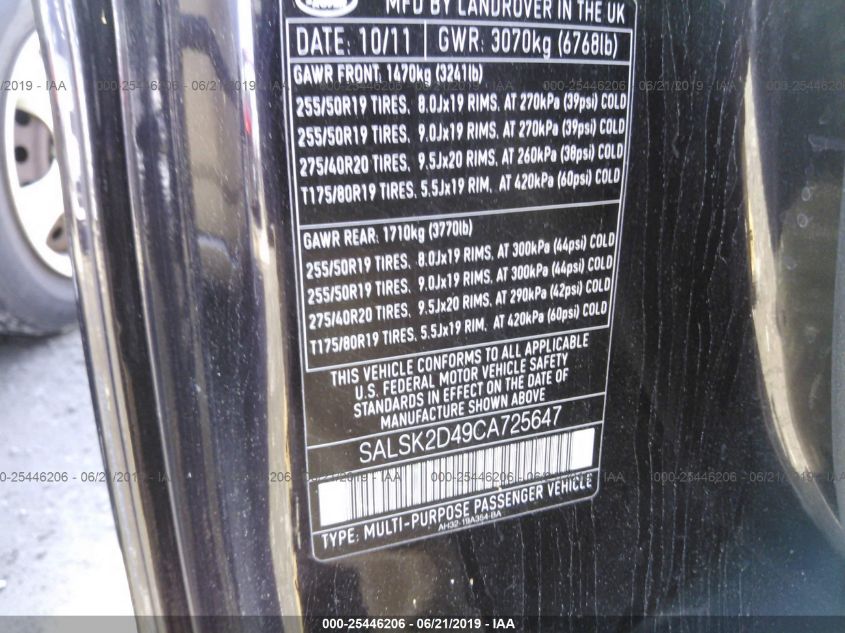 MFD BY LANDROVER IN THE UK
DATE: 10/11 GWR: 3070kg (6768lb)
GAWR FRONT, 1470kg (3241lb)
255/50R19 TIRES, 8.0Jx19 RIMS, AT 270kPa (39psi) COLD
255/50R19 TIRES, 9.0Jx19 RIMS, AT 270kPa (39psi) COLD
275/40R20 TIRES, 9.5Jx20 RIMS, AT 260kPa (38psi) COLD
T175/80R19 TIRES, 5.5Jx19 RIM, AT 420kPa (60psi) COLD
GAWR REAR: 1710kg (3770lb)
255/50R19 TIRES, 8.0Jx19 RIMS, AT 300kPa (44psi) COLD
255/50R19 TIRES, 9.0Jx19 RIMS, AT 300kPa (44psi) COLD
275/40R20 TIRES, 9.5Jx20 RIMS, AT 290kPa (42psi) COLD
T175/80R19 TIRES, 5.5Jx19 RIM, AT 420kPa (60psi) COLD
THIS VEHICLE CONFORMS TO ALL APPLICABLE
U.S. FEDERAL MOTOR VEHICLE SAFETY
STANDARDS IN EFFECT ON THE DATE OF
MANUFACTURE SHOWN ABOVE
SALSK2D49CA725647
TYPE: MULTI-PURPOSE PASSENGER VEHICLE
AH32-19A364-BA
000-25446206 - 06/21/2019 - IAA